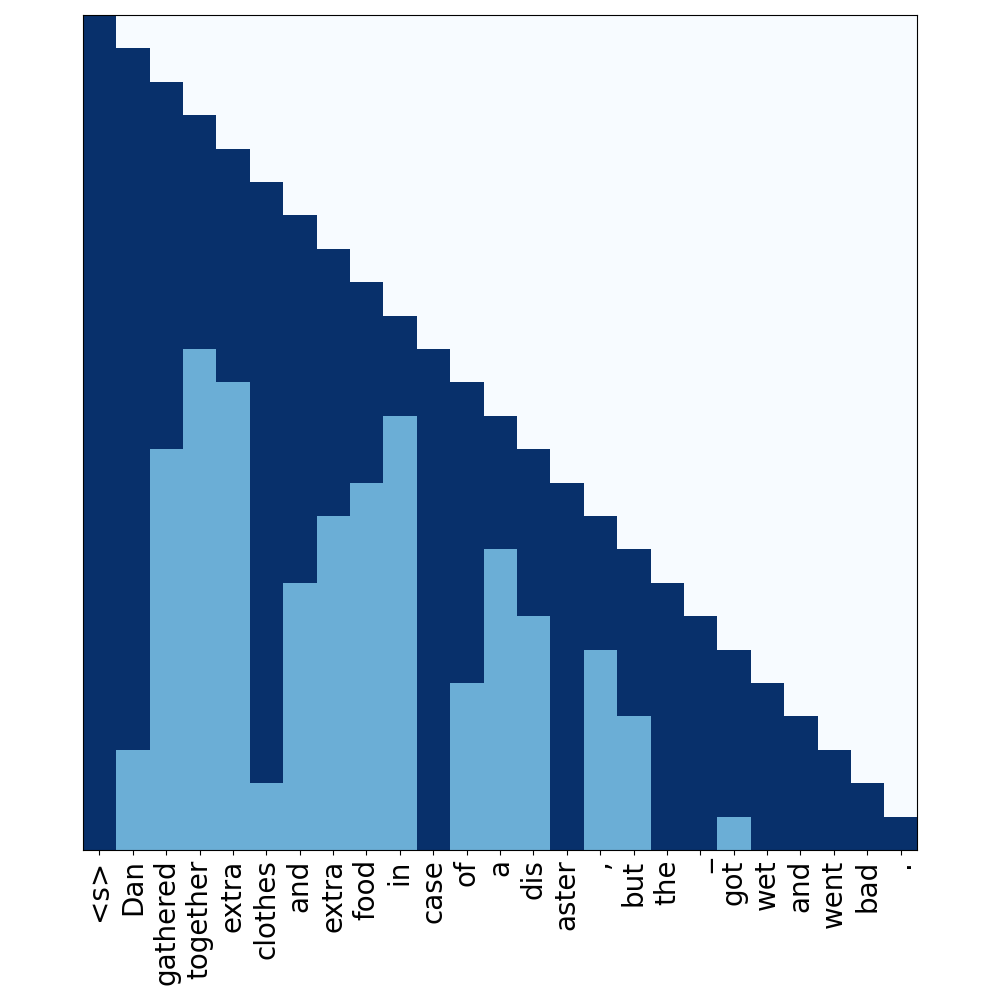 <s> Dan gathered together extra clothes and extra food in case of a dis aster , but the _ got wet and went bad .